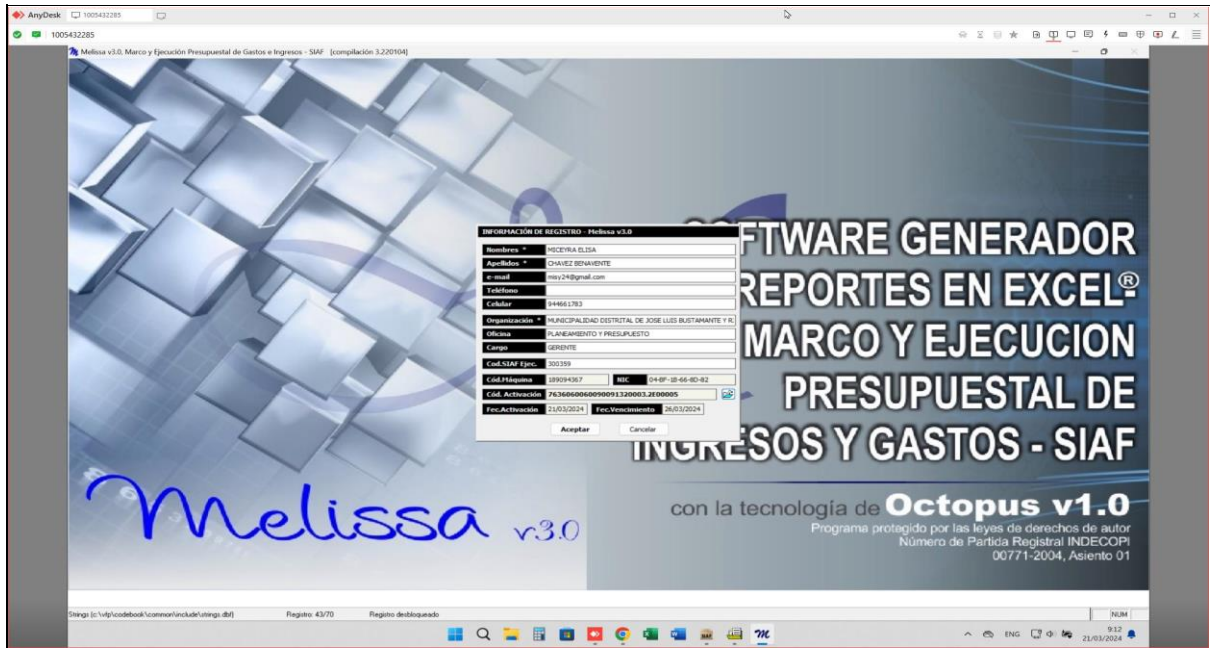 AnyDesk 1005432285
1005432285
Melissa v3.0, Marco y Ejecución Presupuestal de Gastos e Ingresos - SIAF [compilación 3.220104]
INFORMACIÓN DE REGISTRO - Melissa v3.0
Nombres * MICEYRA ELISA
Apellidos * CHAVEZ BENAVENTE
e-mail misy24@gmail.com
Teléfono
Celular 944661783
Organización * MUNICIPALIDAD DISTRITAL DE JOSE LUIS BUSTAMANTE Y R
Oficina PLANEAMIENTO Y PRESUPUESTO
Cargo GERENTE
Cod.SIAF Ejec. 300359
Cód.Máquina 189094367 NIC 04-BF-1B-66-8D-82
Cód. Activación 7636060060090091320003.2E00005
Fec.Activación 21/03/2024 Fec.Vencimiento 26/03/2024
Aceptar Cancelar
FTWARE GENERADOR
REPORTES EN EXCEL®
MARCO Y EJECUCION
PRESUPUESTAL DE
INGRESOS Y GASTOS - SIAF
Melissa v3.0
con la tecnología de Octopus v1.0
Programa protegido por las leyes de derechos de autor
Número de Partida Registral INDECOPI
00771-2004, Asiento 01
Strings (c:\vfp\codebook\common\include\strings.dbf) Registro: 43/70 Registro desbloqueado NUM
ENG 9:12
21/03/2024